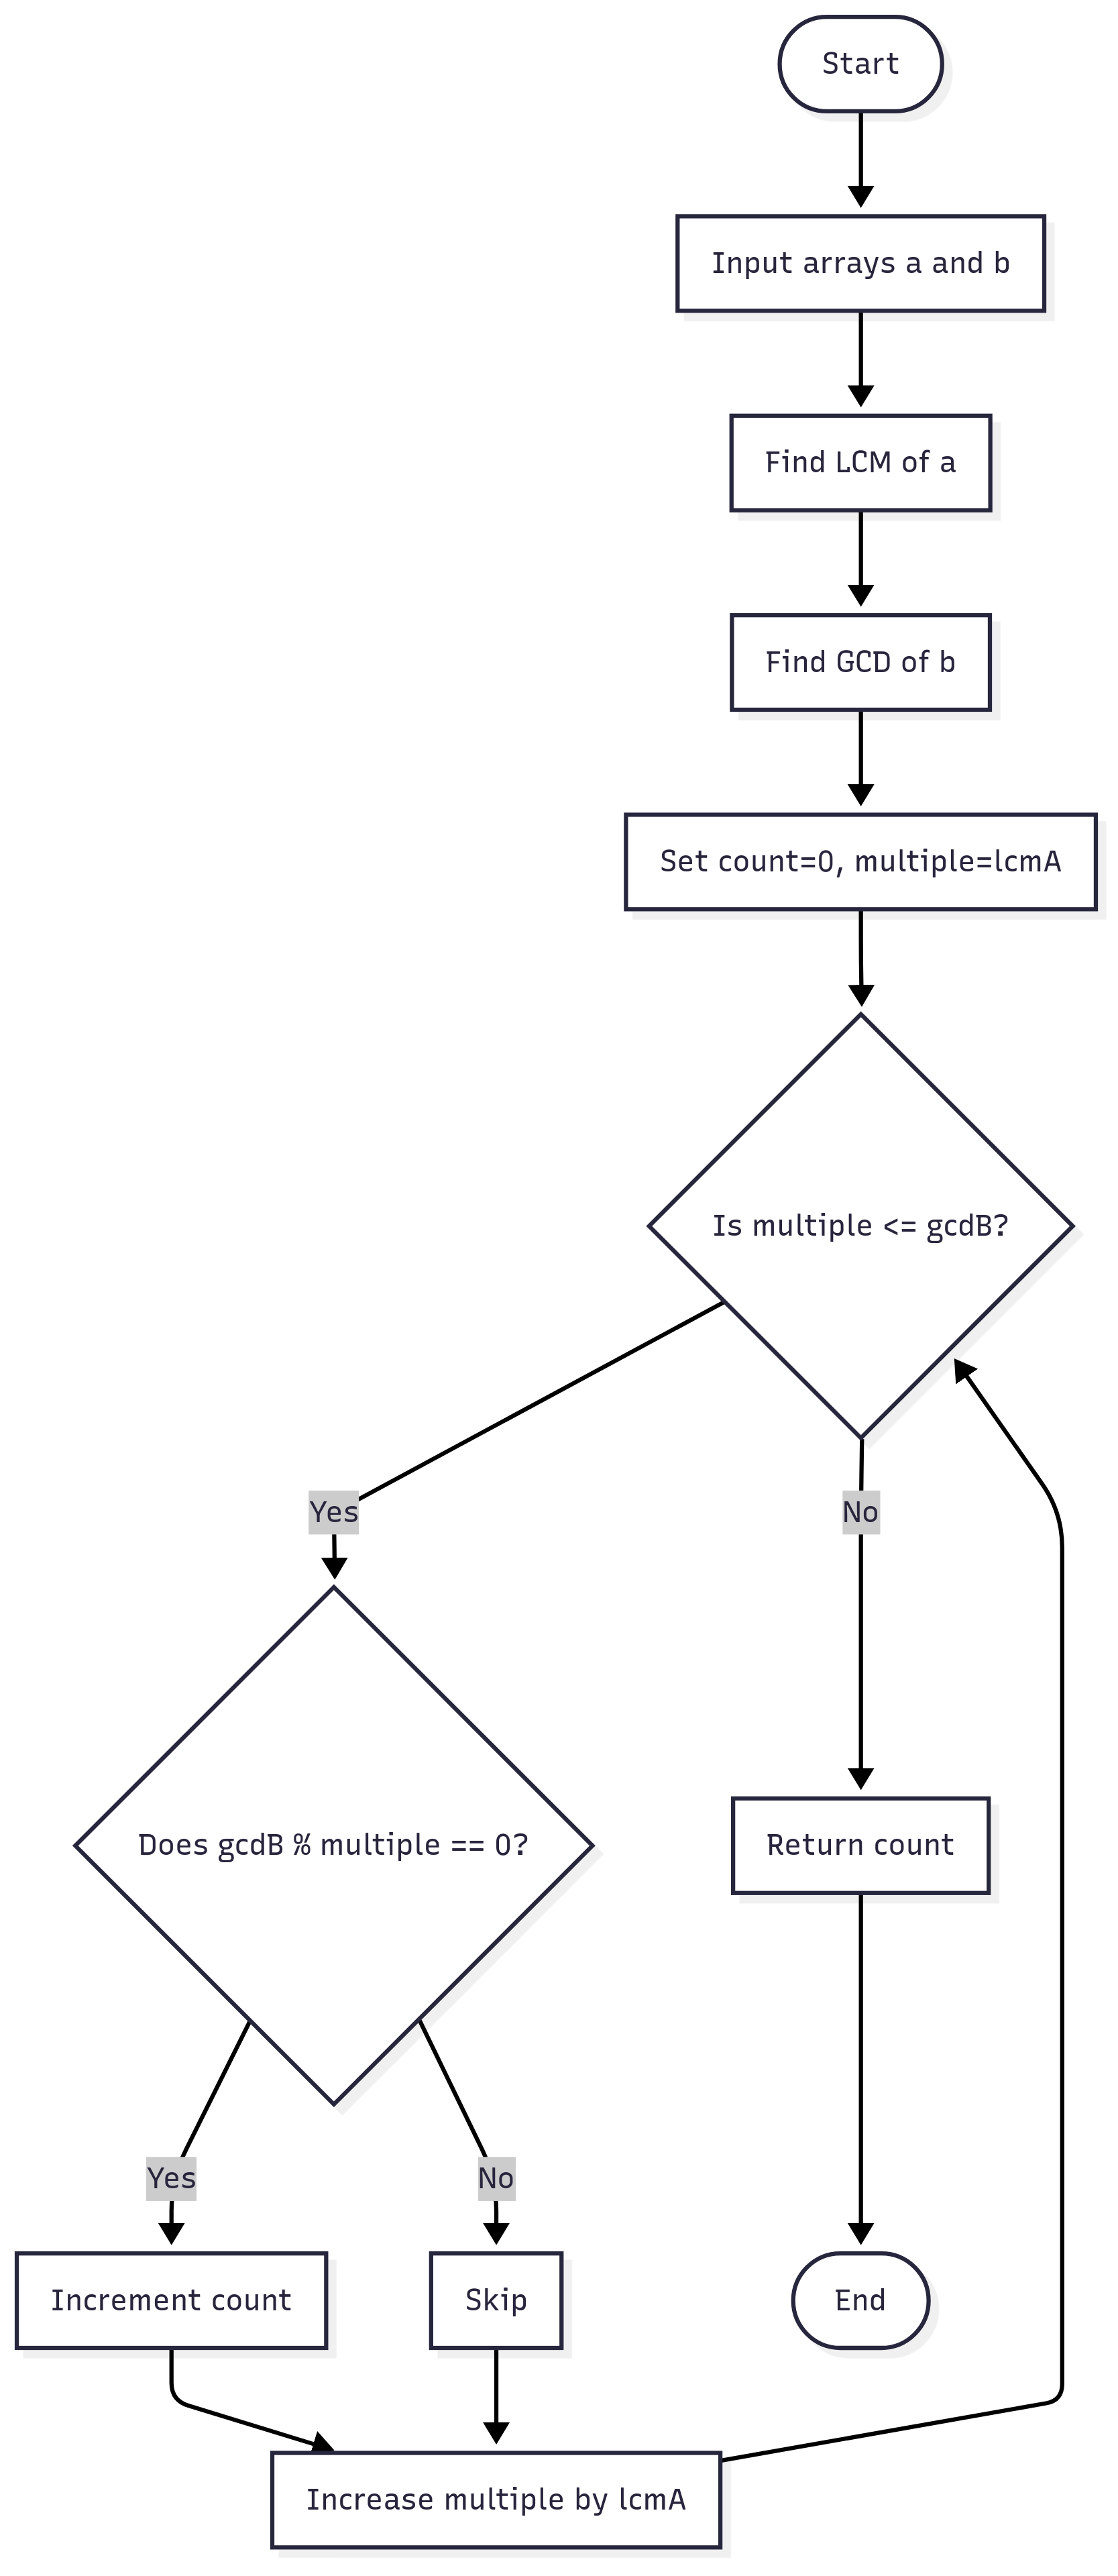 Start
Input arrays a and b
Find LCM of a
Find GCD of b
Set count=0, multiple=lcmA
Is multiple <= gcdB?
Yes
No
Does gcdB % multiple == 0?
Return count
Yes
No
Increment count
Skip
End
Increase multiple by lcmA